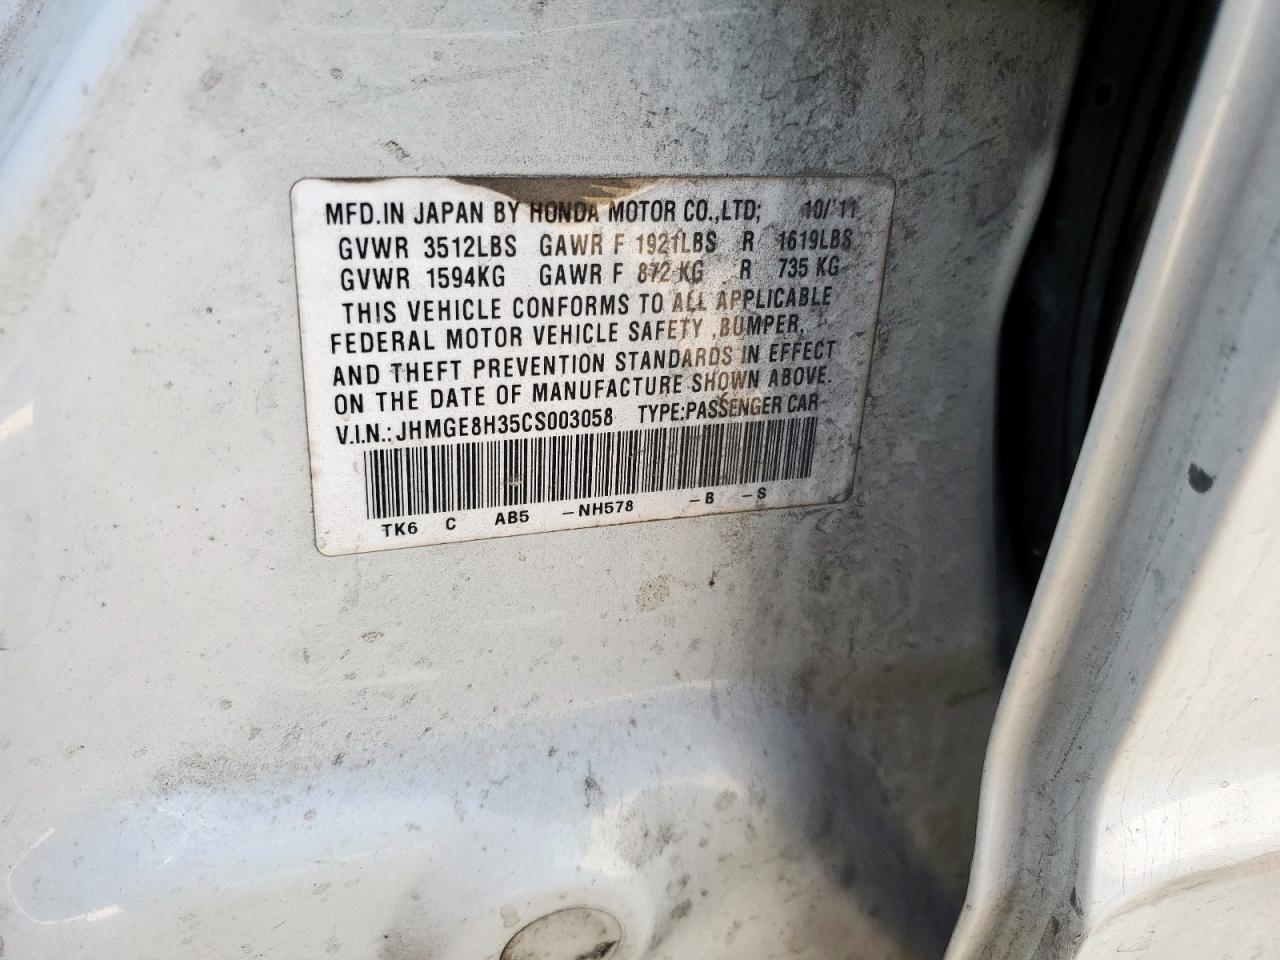 MFD.IN JAPAN BY HONDA MOTOR CO.,LTD; 10/'11
GVWR 3512LBS GAWR F 1921LBS R 1619LBS
GVWR 1594KG GAWR F 872 KG R 735 KG
THIS VEHICLE CONFORMS TO ALL APPLICABLE
FEDERAL MOTOR VEHICLE SAFETY ,BUMPER,
AND THEFT PREVENTION STANDARDS IN EFFECT
ON THE DATE OF MANUFACTURE SHOWN ABOVE.
V.I.N.: JHMGE8H35CS003058 TYPE:PASSENGER CAR
TK6 C AB5 -NH578 -B -S